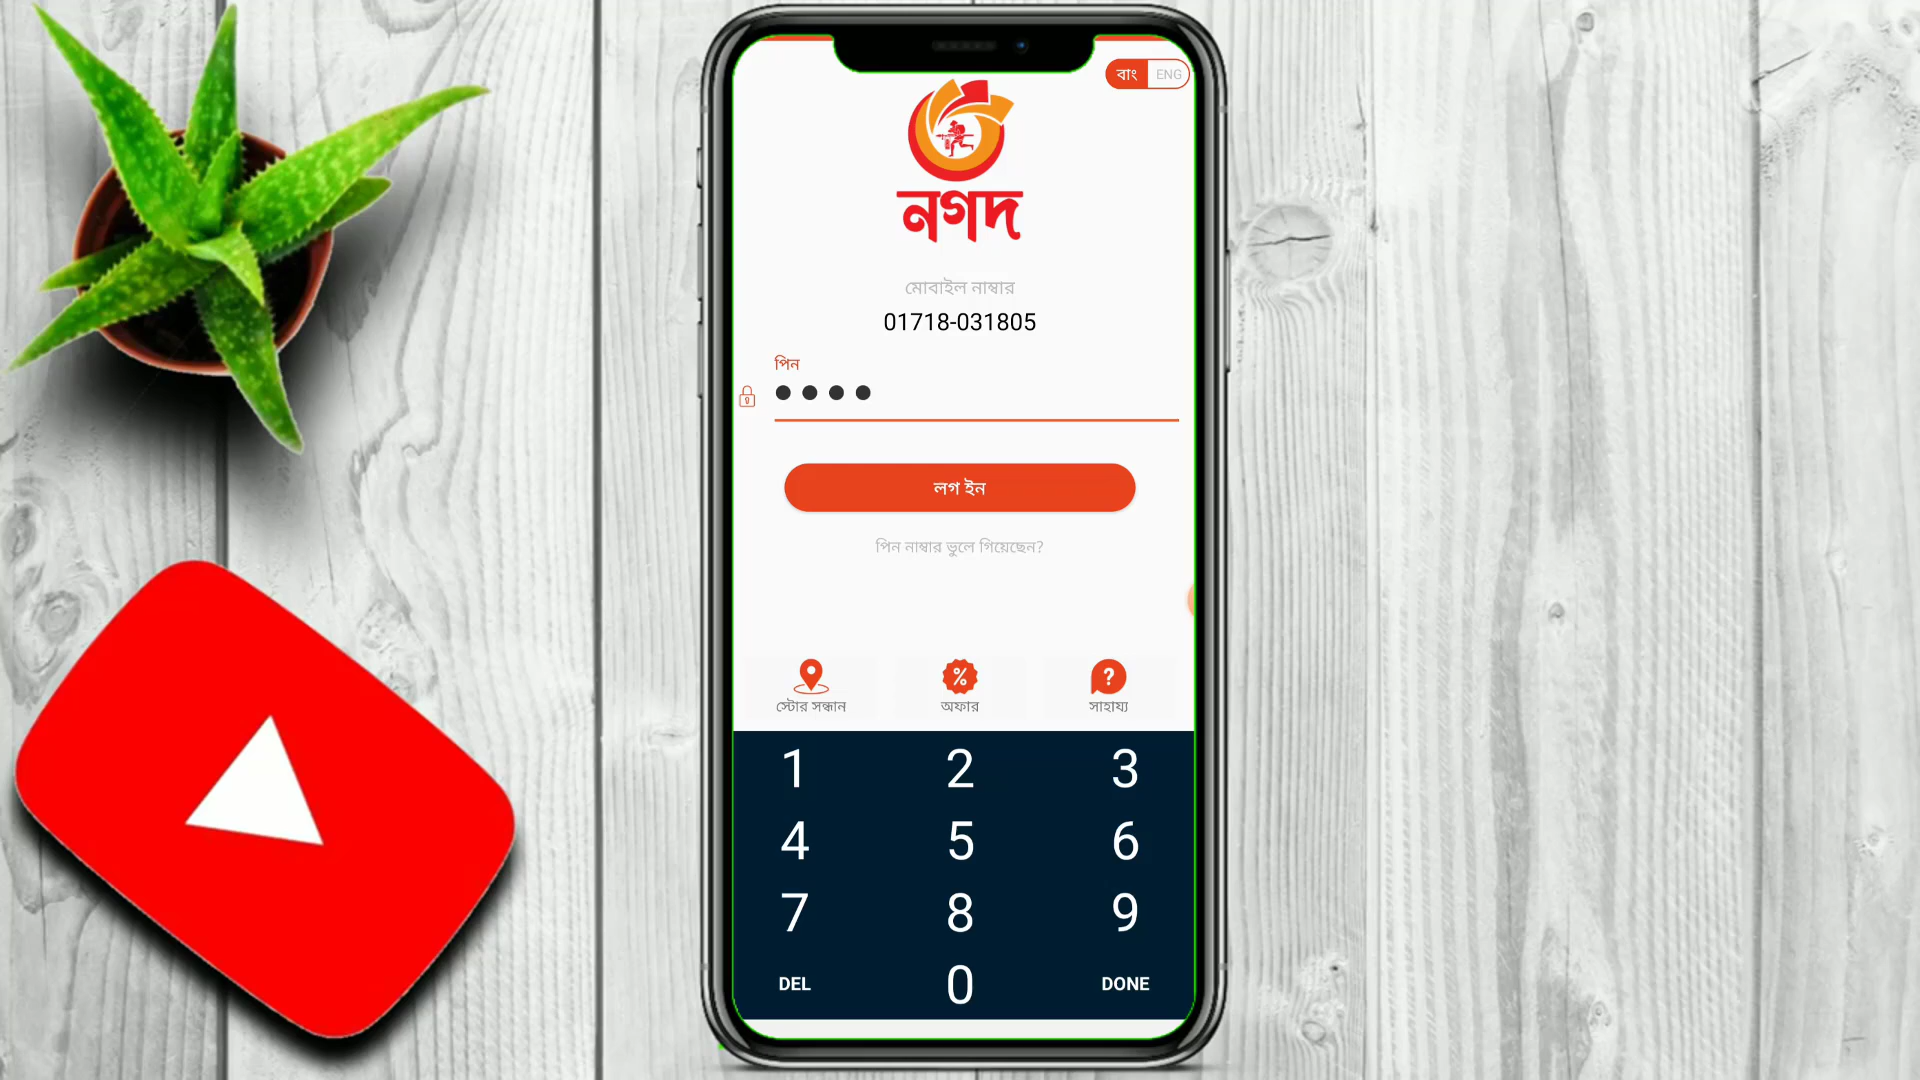 বাং ENG
নগদ
মোবাইল নাম্বার
01718-031805
পিন
লগ ইন
পিন নাম্বার ভুলে গিয়েছেন?
স্টোর সন্ধান অফার সাহায্য
1 2 3
4 5 6
7 8 9
DEL 0 DONE